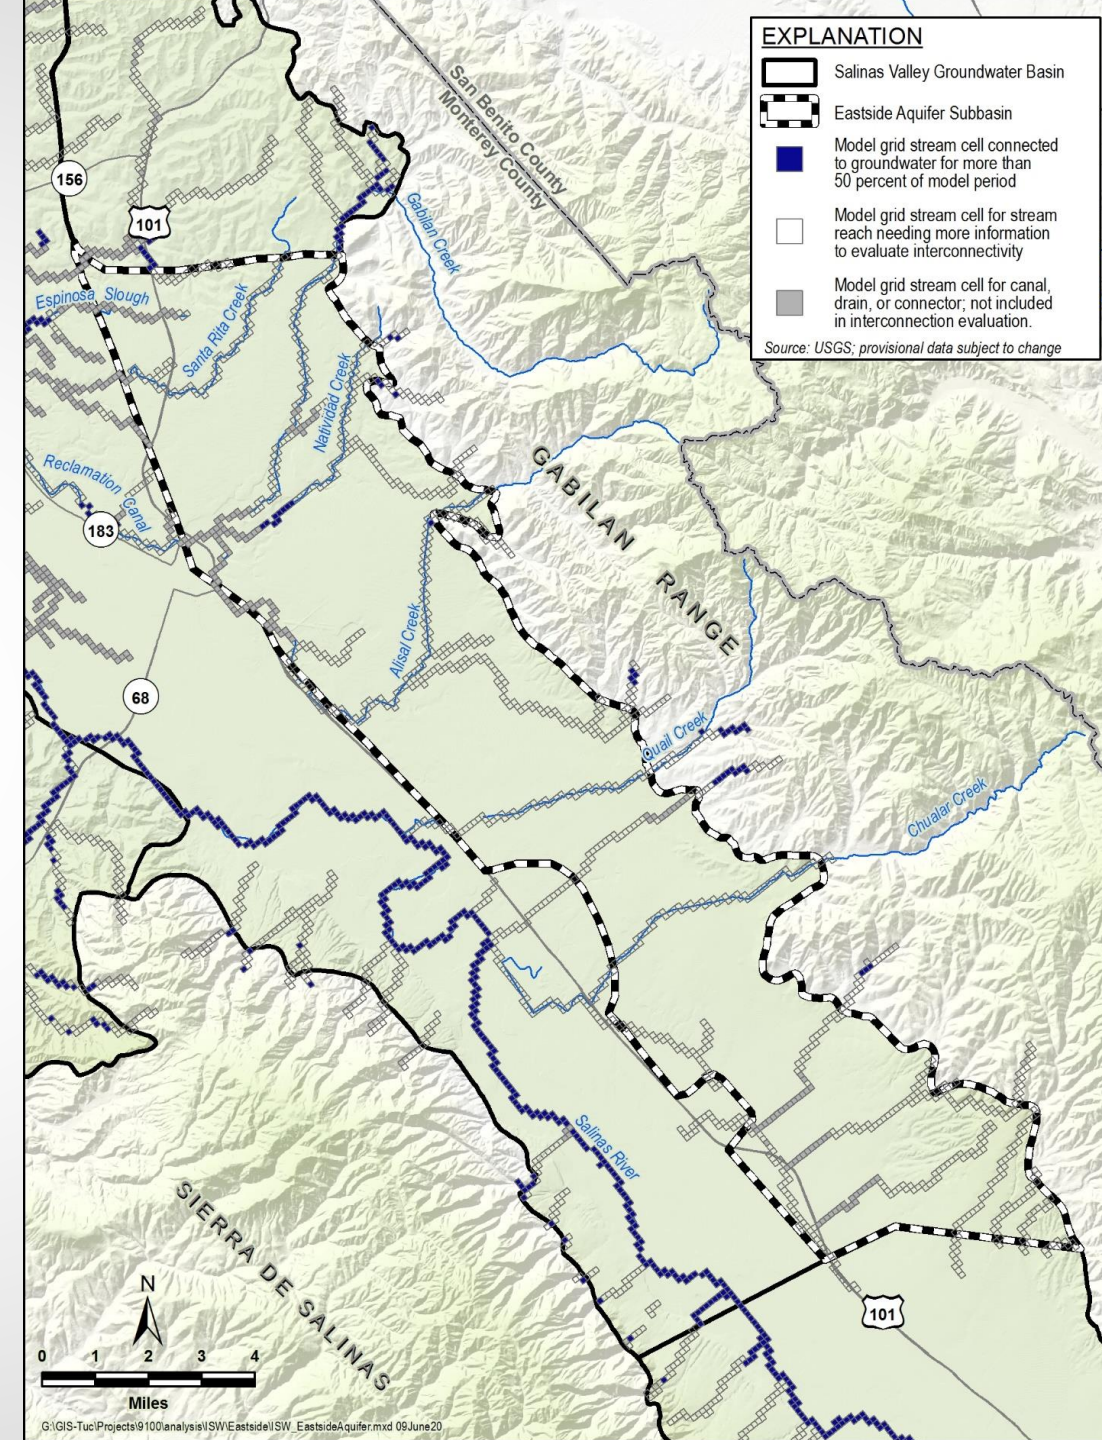 EXPLANATION
Salinas Valley Groundwater Basin
Eastside Aquifer Subbasin
Model grid stream cell connected
to groundwater for more than
50 percent of model period
Model grid stream cell for stream
reach needing more information
to evaluate interconnectivity
Model grid stream cell for canal,
drain, or connector; not included
in interconnection evaluation.
Source: USGS; provisional data subject to change
San Benito County
Monterey County
156
101
Gabilan Creek
Espinosa Slough
Santa Rita Creek
Natividad Creek
Reclamation Canal
183
GABILAN RANGE
Alisal Creek
68
Quail Creek
Chualar Creek
Salinas River
SIERRA DE SALINAS
101
N
0 1 2 3 4
Miles
G:\GIS-Tuc\Projects\9100\analysis\ISW\Eastside\ISW_EastsideAquifer.mxd 09June20